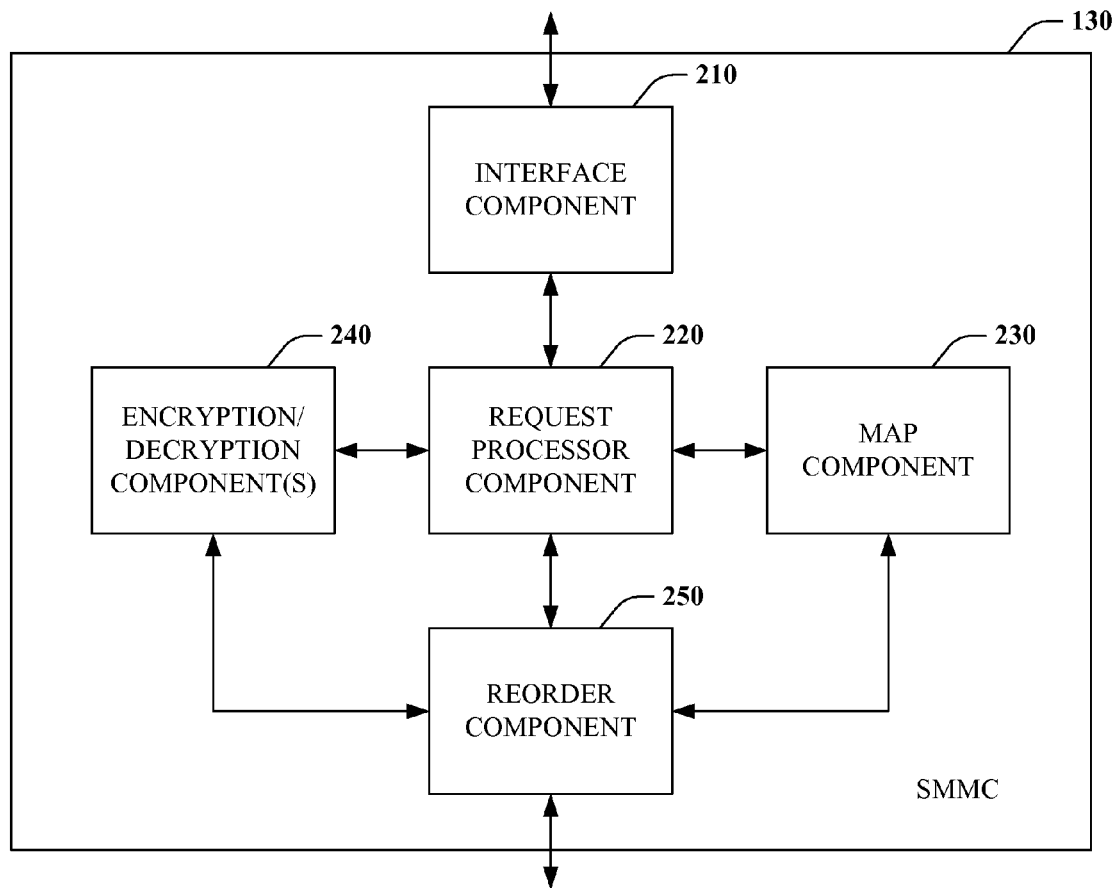 130
210
INTERFACE
COMPONENT
240
220
230
ENCRYPTION/
DECRYPTION
COMPONENT(S)
REQUEST
PROCESSOR
COMPONENT
MAP
COMPONENT
250
REORDER
COMPONENT
SMMC